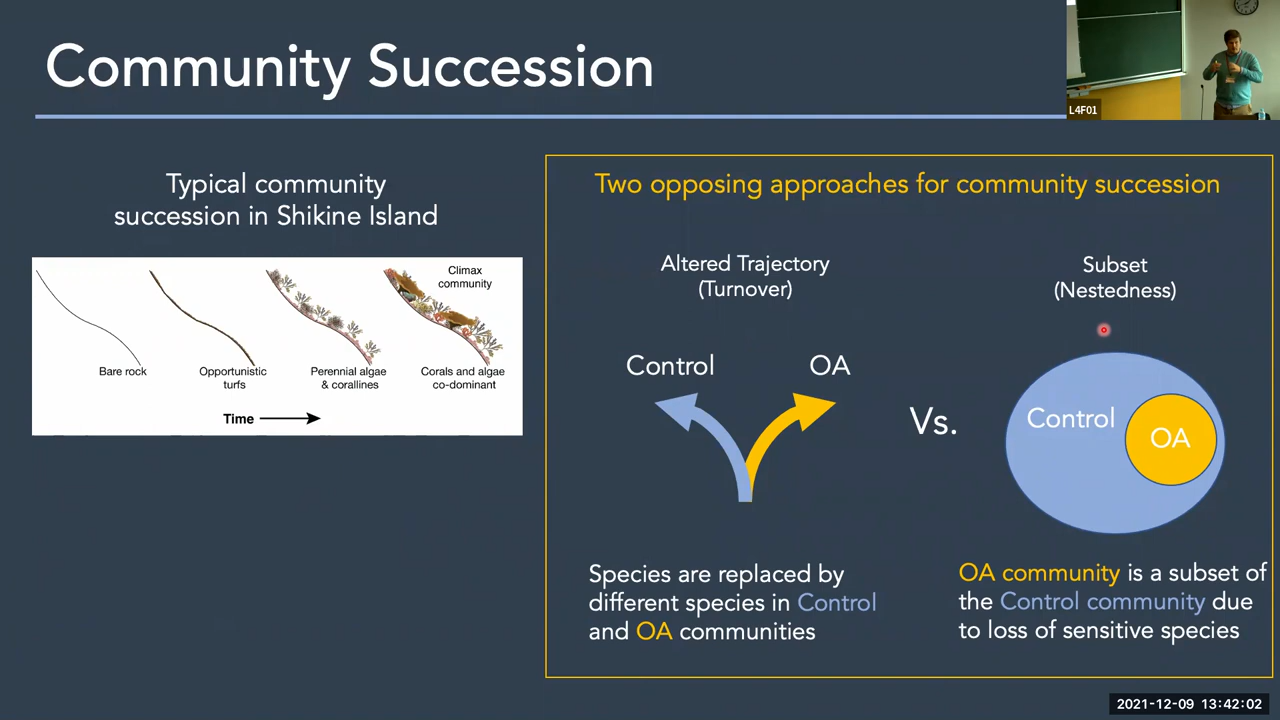 Community Succession
L4F01
Typical community
succession in Shikine Island
Climax
community
Bare rock
Opportunistic
turfs
Perennial algae
& corallines
Corals and algae
co-dominant
Time
Two opposing approaches for community succession
Altered Trajectory
(Turnover)
Control
OA
Species are replaced by
different species in Control
and OA communities
Vs.
Subset
(Nestedness)
Control
OA
OA community is a subset of
the Control community due
to loss of sensitive species
2021-12-09 13:42:02